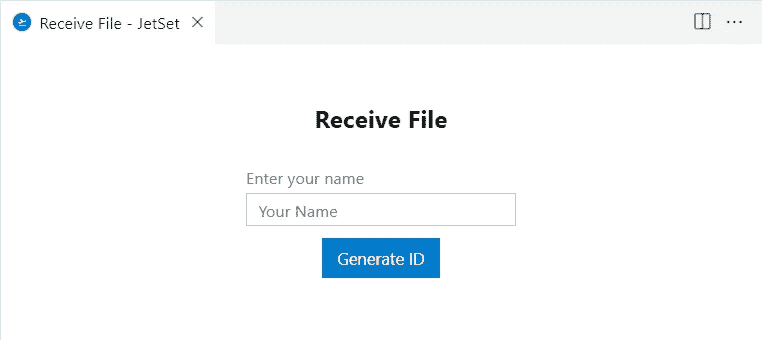 Receive File - JetSet
Receive File
Enter your name
Your Name
Generate ID